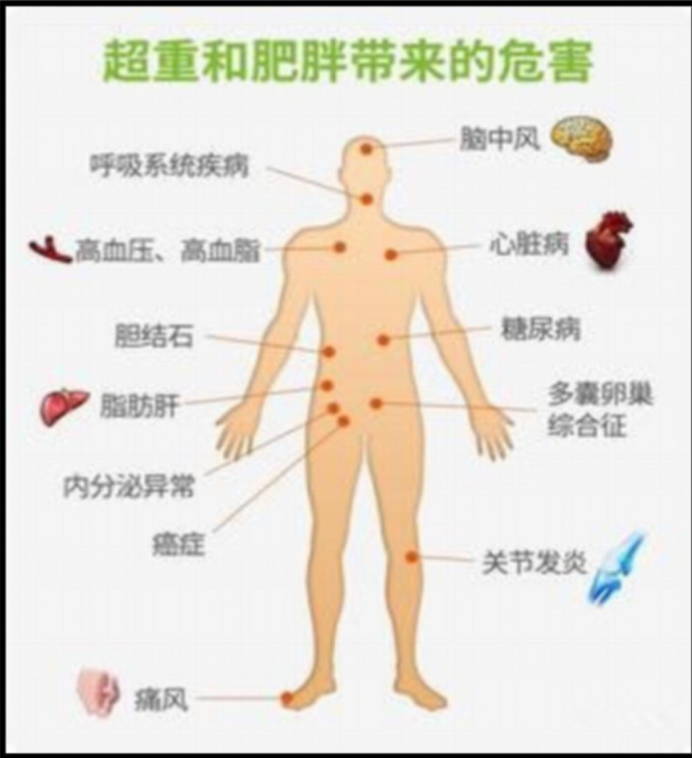 超重和肥胖带来的危害
脑中风
呼吸系统疾病
高血压、高血脂
心脏病
胆结石
糖尿病
脂肪肝
多囊卵巢
综合征
内分泌异常
癌症
关节发炎
痛风